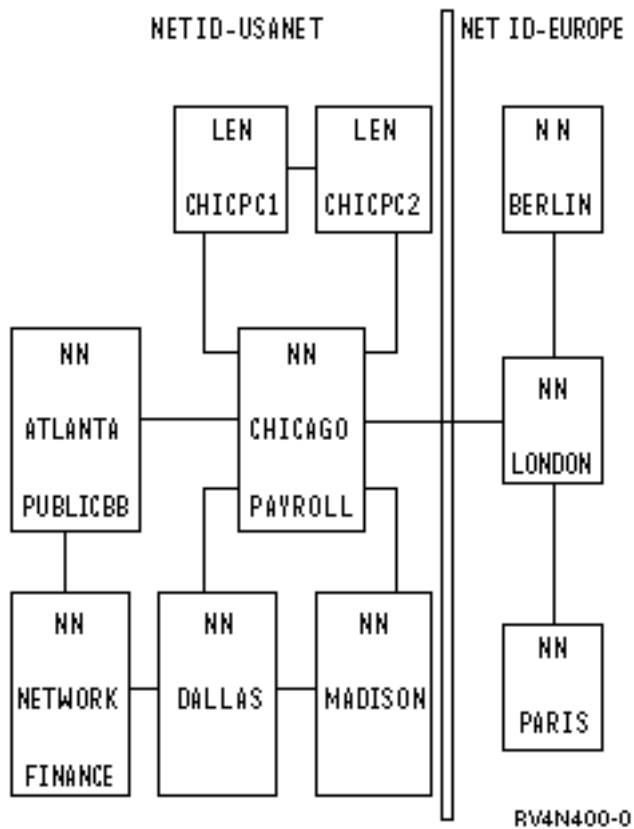 NETID-USANET
NET ID-EUROPE
LEN
CHICPC1
LEN
CHICPC2
N N
BERLIN
NN
ATLANTA
PUBLICBB
NN
CHICAGO
PAYROLL
NN
LONDON
NN
NETWORK
FINANCE
NN
DALLAS
NN
MADISON
NN
PARIS
RV4N400-0